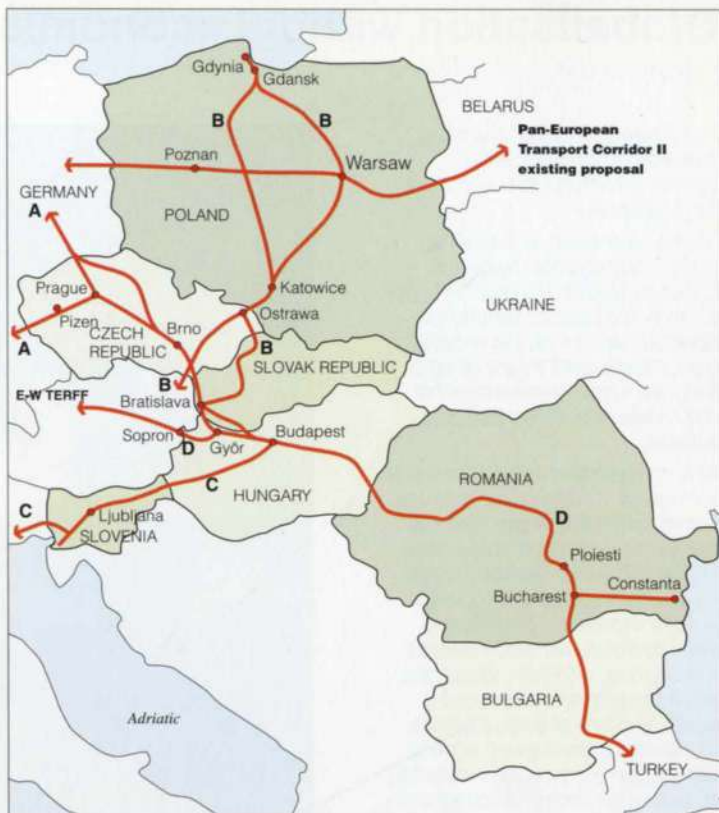 Gdynia
Gdansk
B
B
BELARUS
Pan-European
Transport Corridor II
existing proposal
Poznan
Warsaw
GERMANY
A
POLAND
Prague
Katowice
Ostrawa
UKRAINE
Pizen
CZECH
REPUBLIC
Brno
A
B
B
SLOVAK REPUBLIC
E-W TERFF
Bratislava
Sopron
D
Györ
Budapest
C
HUNGARY
ROMANIA
C
Ljubljana
SLOVENIA
D
Ploiesti
Bucharest
Constanta
BULGARIA
Adriatic
TURKEY